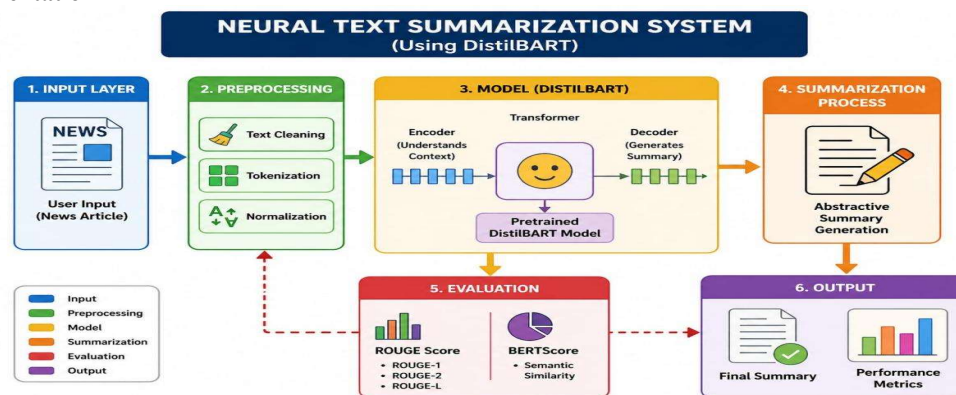 NEURAL TEXT SUMMARIZATION SYSTEM
(Using DistilBART)
1. INPUT LAYER
NEWS
User Input
(News Article)
2. PREPROCESSING
Text Cleaning
Tokenization
Normalization
3. MODEL (DISTILBART)
Encoder
(Understands
Context)
Transformer
Decoder
(Generates
Summary)
Pretrained
DistilBART Model
4. SUMMARIZATION
PROCESS
Abstractive
Summary
Generation
Input
Preprocessing
Model
Summarization
Evaluation
Output
5. EVALUATION
ROUGE Score
• ROUGE-1
• ROUGE-2
• ROUGE-L
BERTScore
• Semantic
Similarity
6. OUTPUT
Final Summary
Performance
Metrics